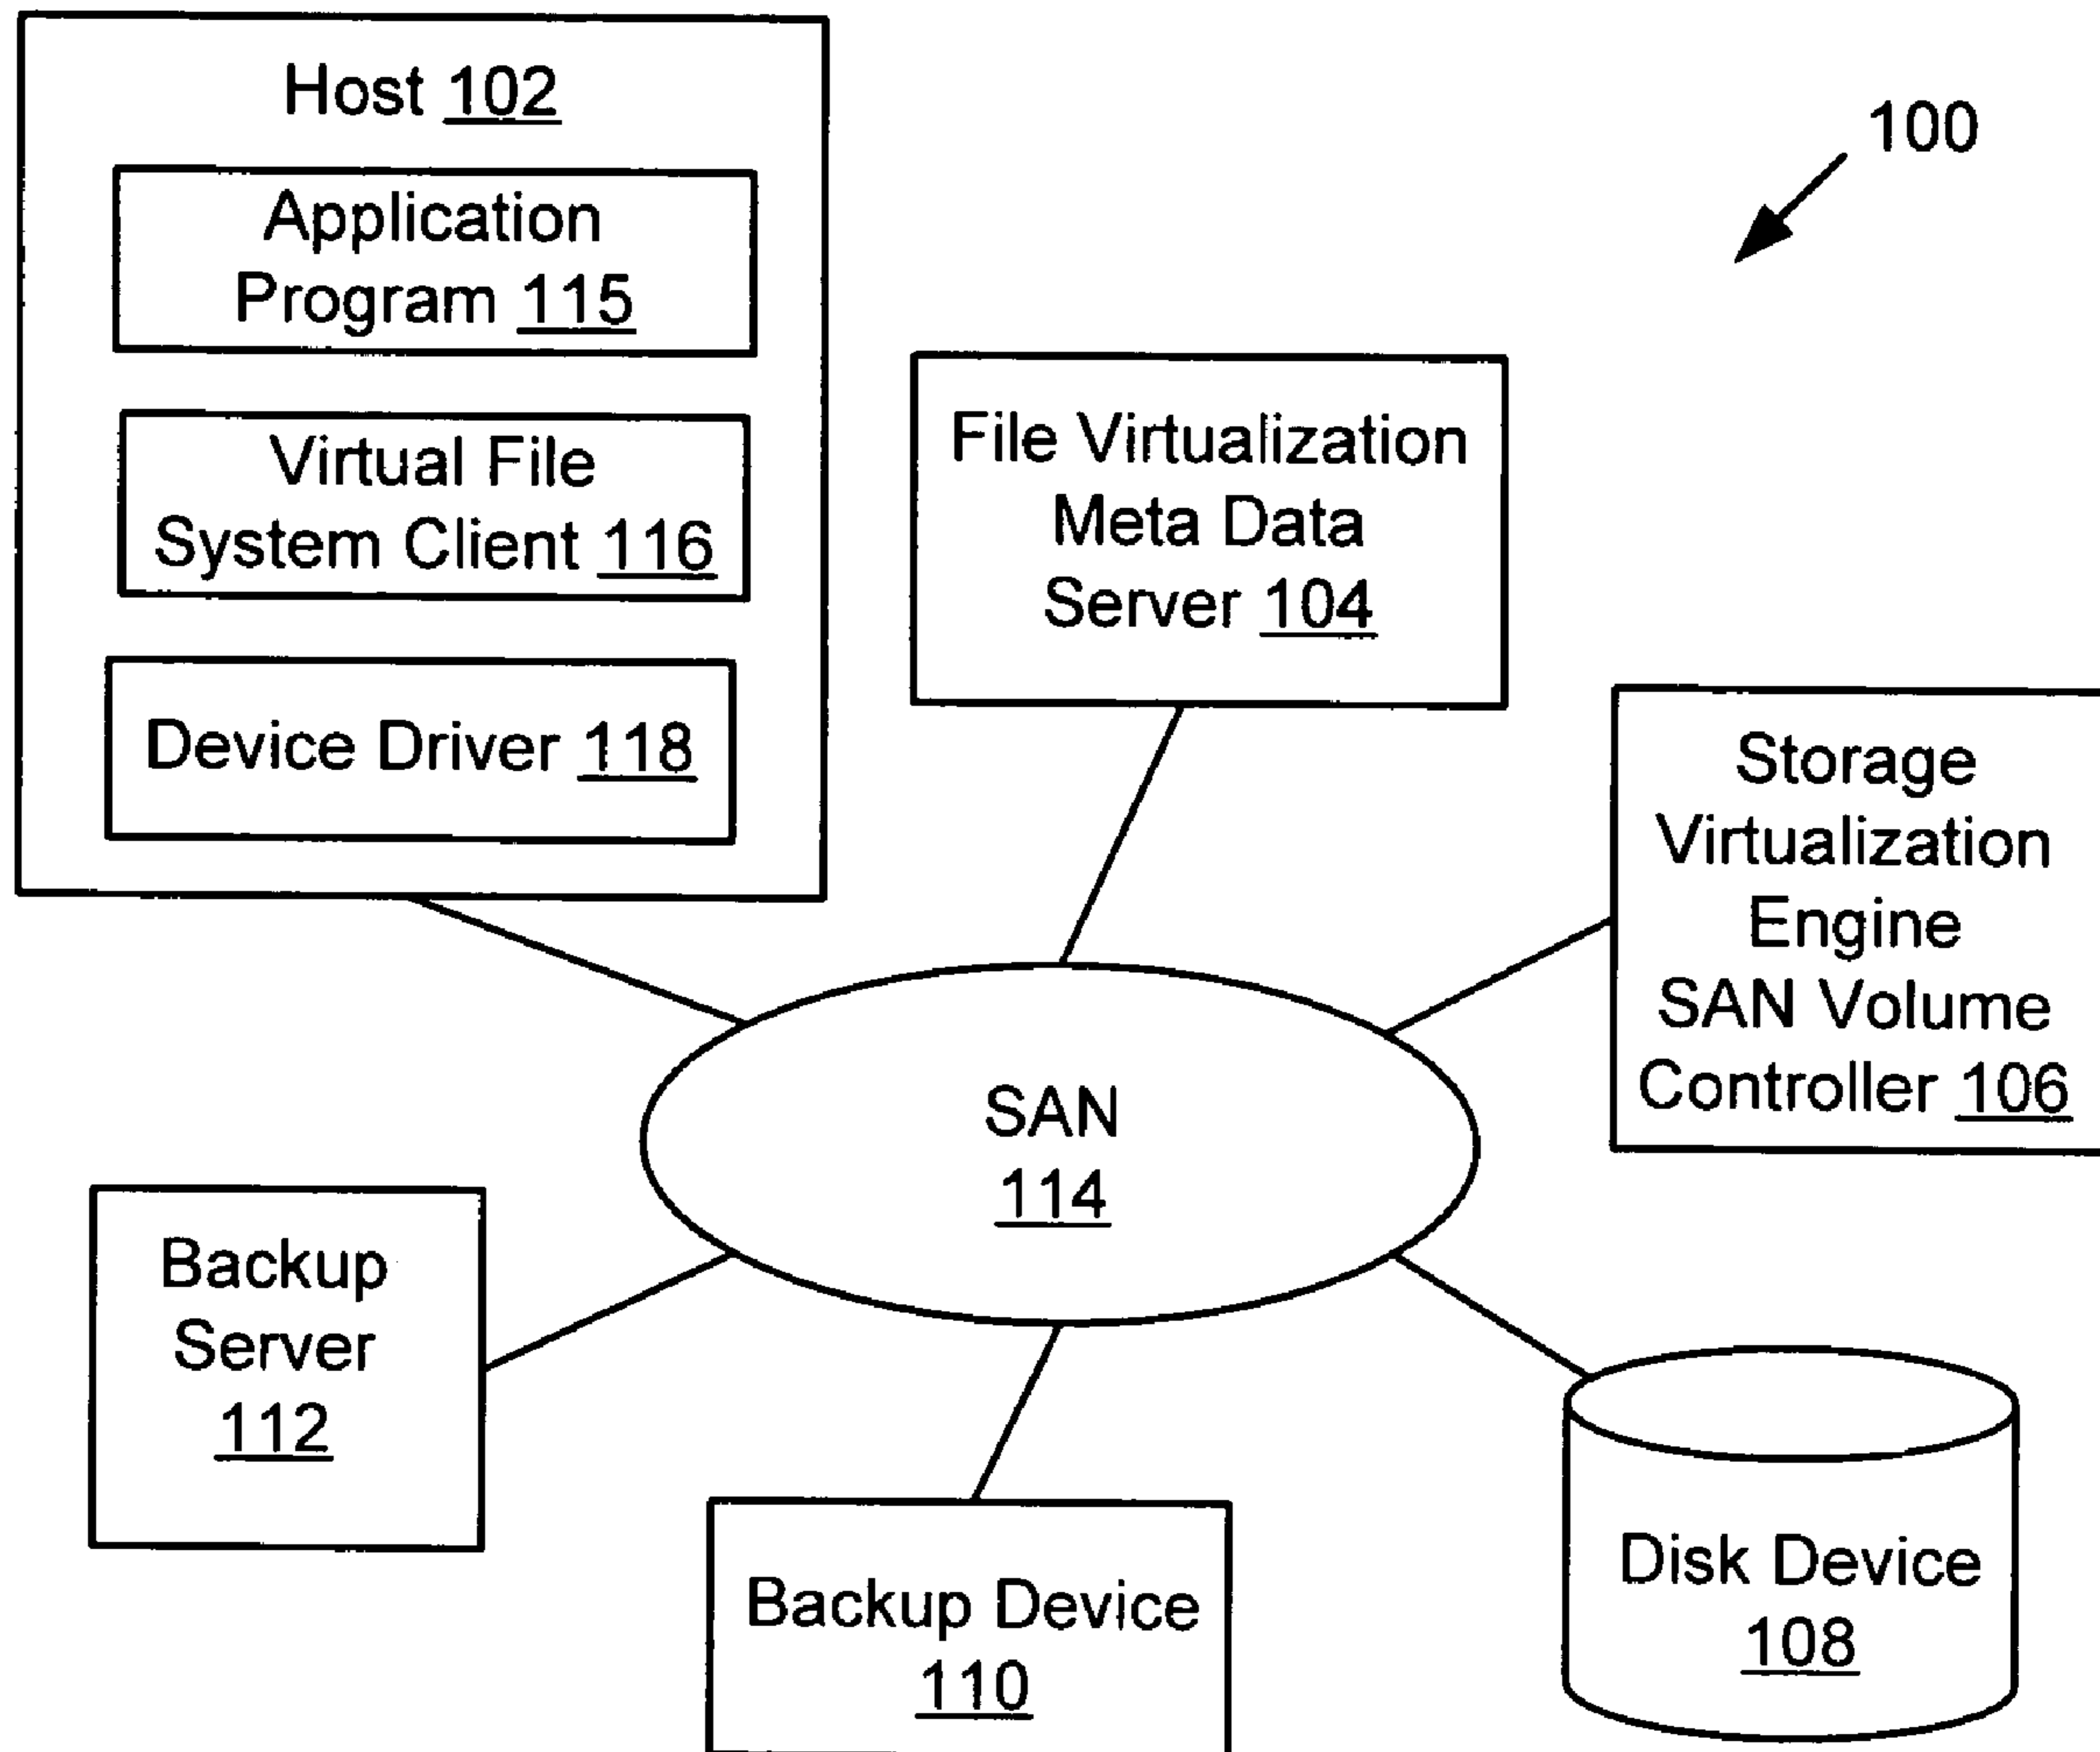 Host 102
Application
Program 115
Virtual File
System Client 116
Device Driver 118
100
File Virtualization
Meta Data
Server 104
Storage
Virtualization
Engine
SAN Volume
Controller 106
SAN
114
Backup
Server
112
Backup Device
110
Disk Device
108